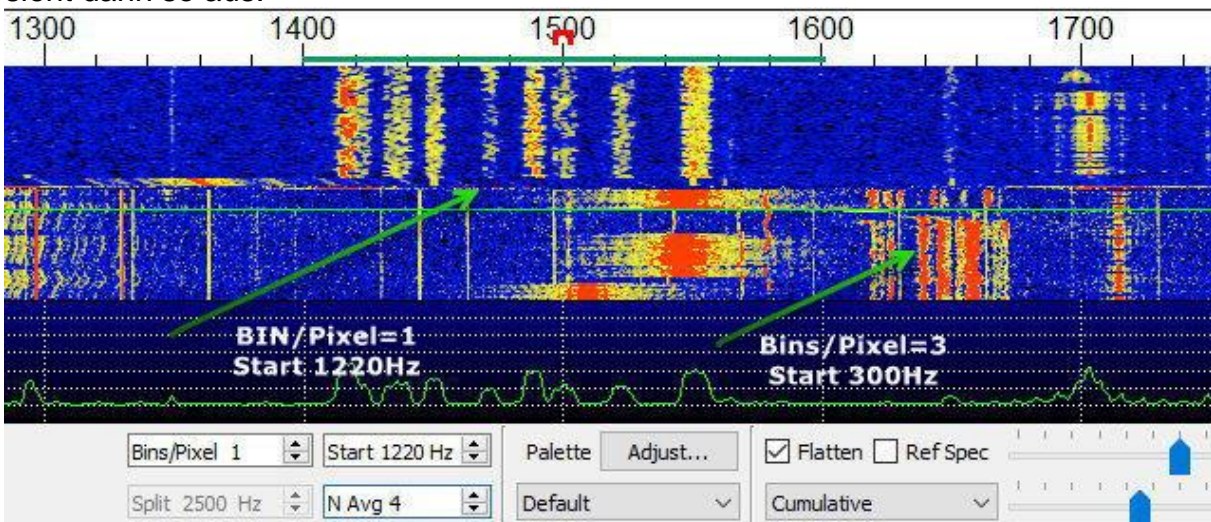 1300 1400 1500 1600 1700
BIN/Pixel=1
Start 1220Hz
Bins/Pixel=3
Start 300Hz
Bins/Pixel 1 Start 1220 Hz Palette Adjust... Flatten Ref Spec
Split 2500 Hz N Avg 4 Default Cumulative